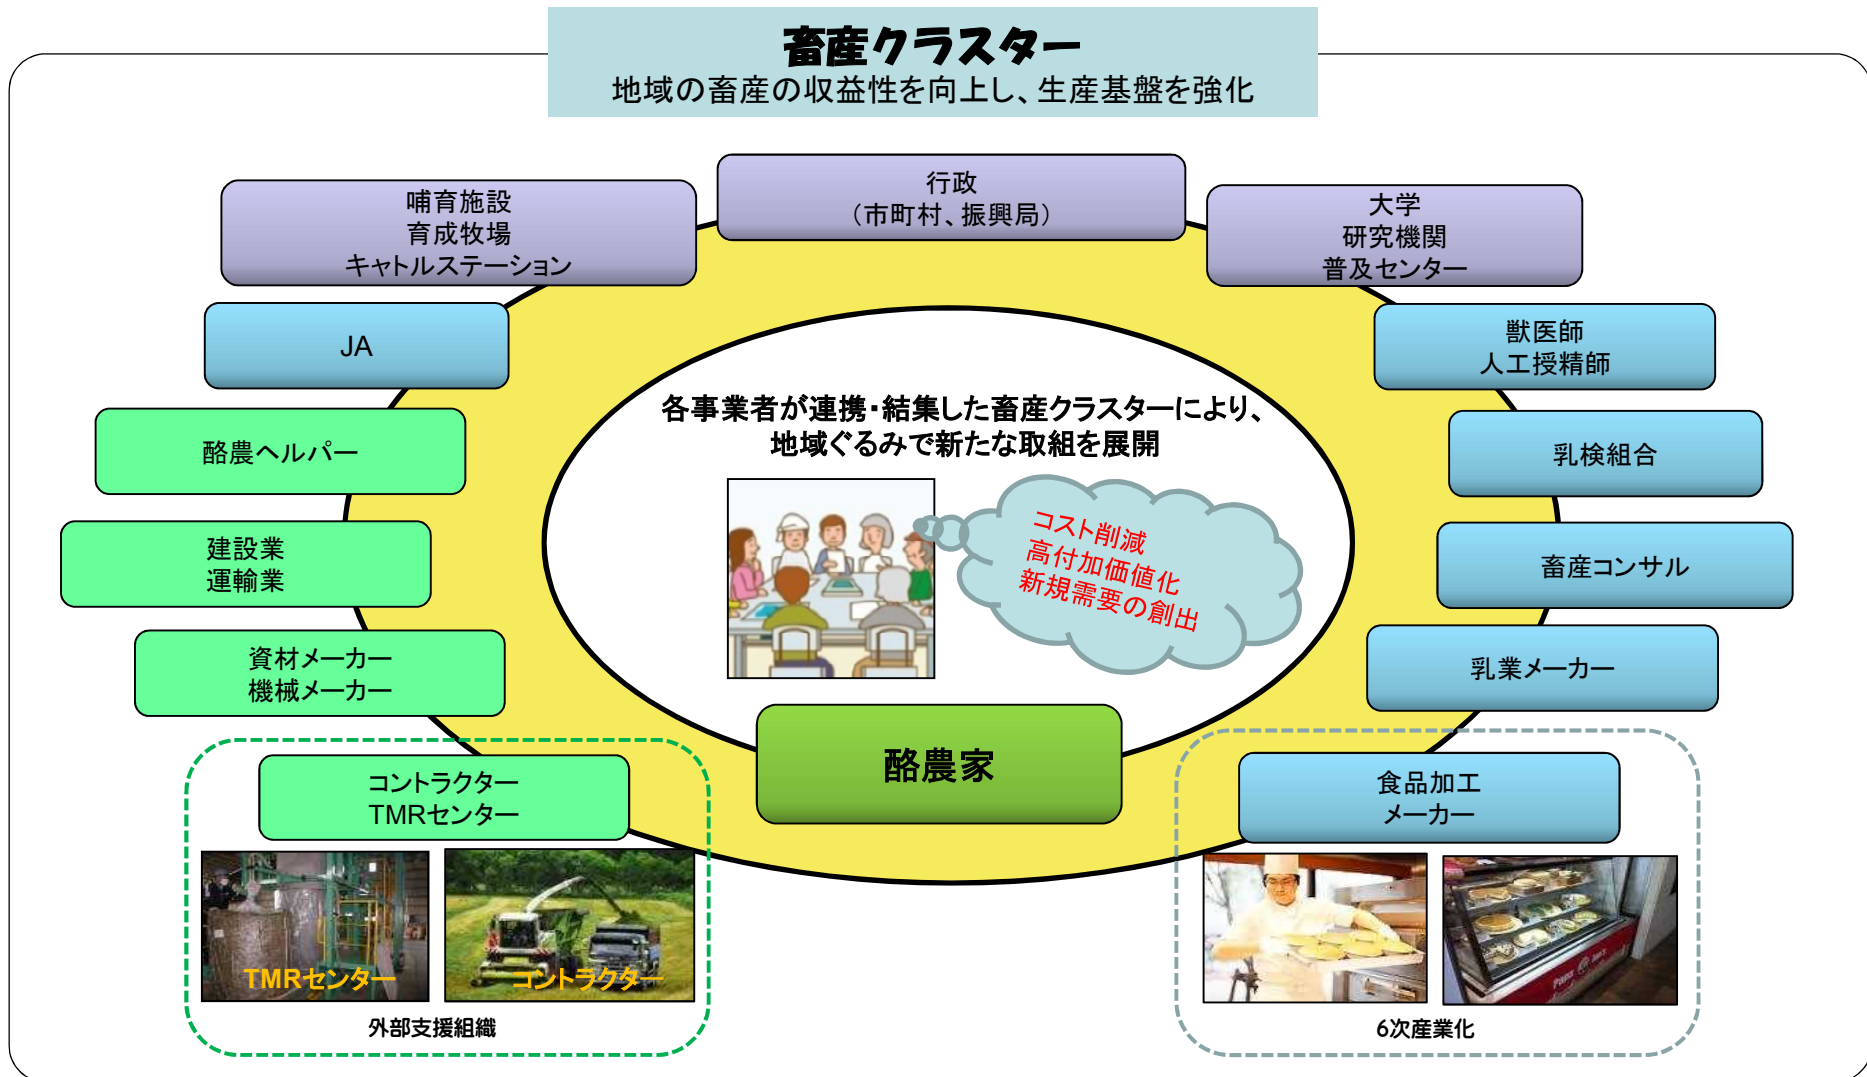 畜産クラスター
地域の畜産の収益性を向上し、生産基盤を強化
行政
（市町村、振興局）
哺育施設
育成牧場
キャトルステーション
大学
研究機関
普及センター
JA
獣医師
人工授精師
各事業者が連携・結集した畜産クラスターにより、
地域ぐるみで新たな取組を展開
酪農ヘルパー
乳検組合
コスト削減
高付加価値化
新規需要の創出
建設業
運輸業
畜産コンサル
資材メーカー
機械メーカー
乳業メーカー
酪農家
コントラクター
TMRセンター
食品加工
メーカー
TMRセンター
コントラクター
外部支援組織
6次産業化